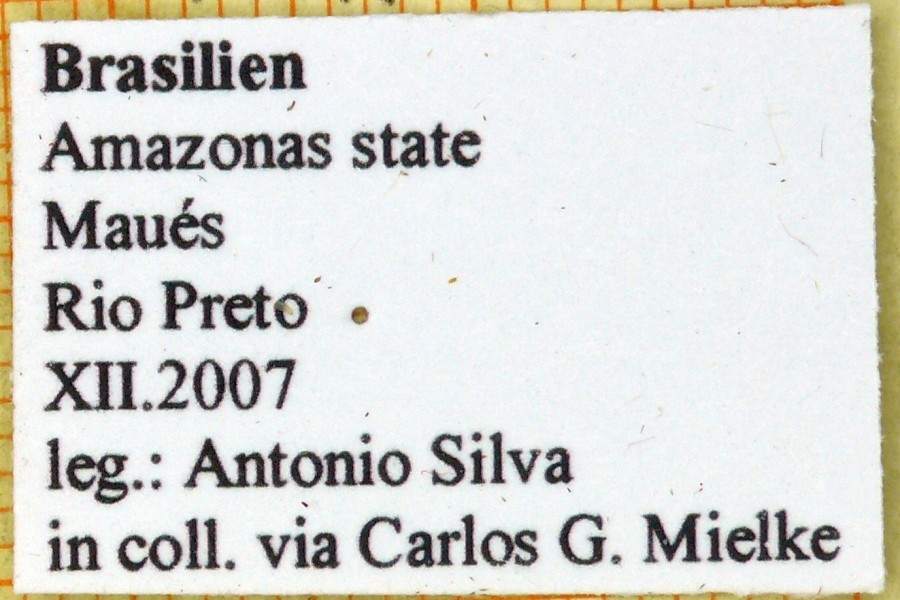 Brasilien
Amazonas state
Maués
Rio Preto
XII.2007
leg.: Antonio Silva
in coll. via Carlos G. Mielke